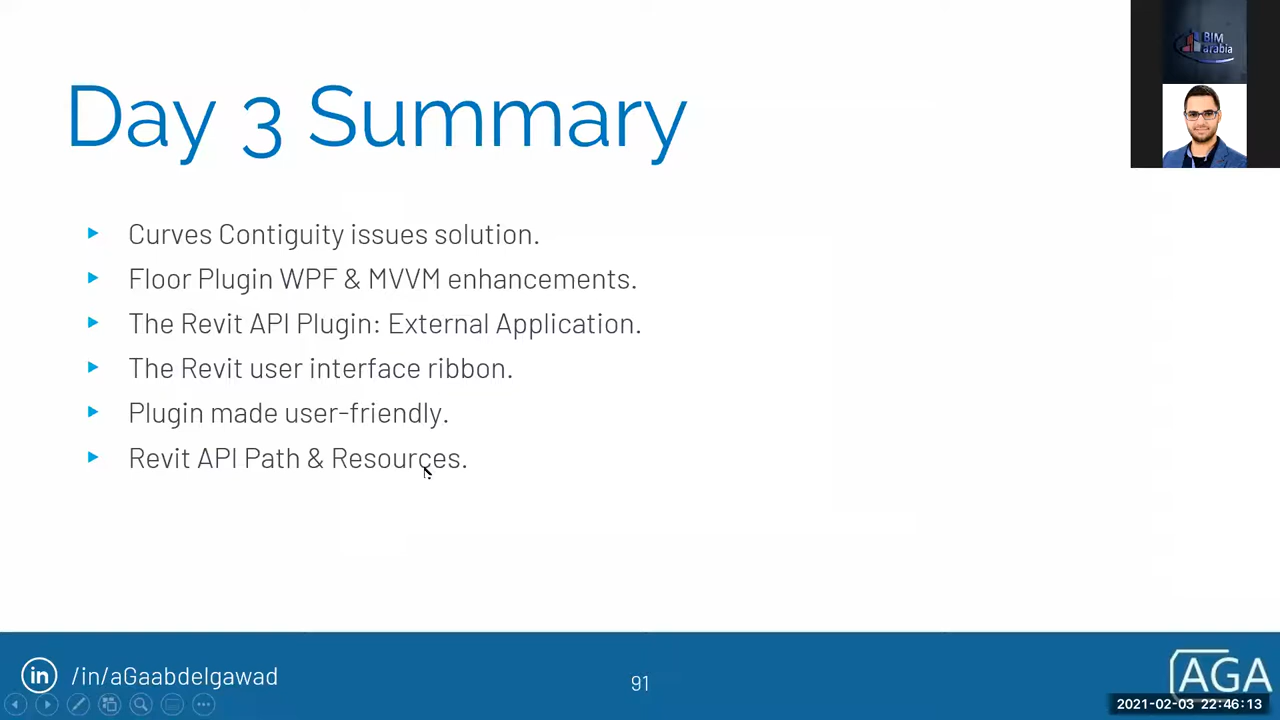 BIM
arabia
Day 3 Summary
Curves Contiguity issues solution.
Floor Plugin WPF & MVVM enhancements.
The Revit API Plugin: External Application.
The Revit user interface ribbon.
Plugin made user-friendly.
Revit API Path & Resources.
in /in/aGaabdelgawad
91
AGA
2021-02-03 22:46:13